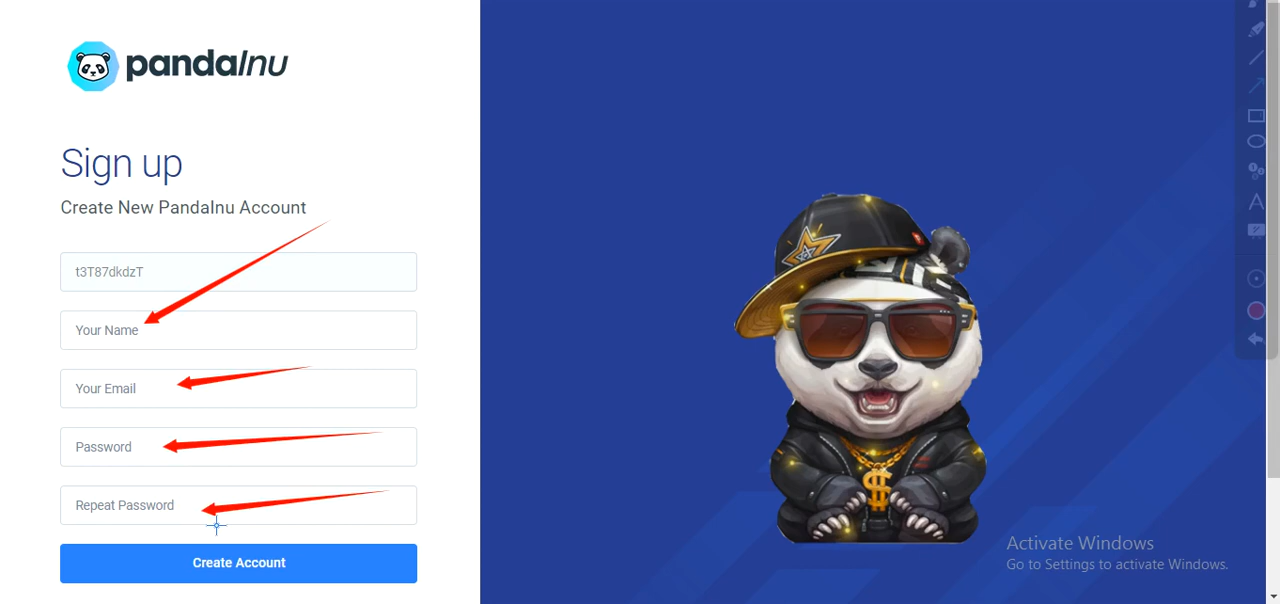 pandaInu
Sign up
Create New PandaInu Account
t3T87dkdzT
Your Name
Your Email
Password
Repeat Password
Create Account
Activate Windows
Go to Settings to activate Windows.